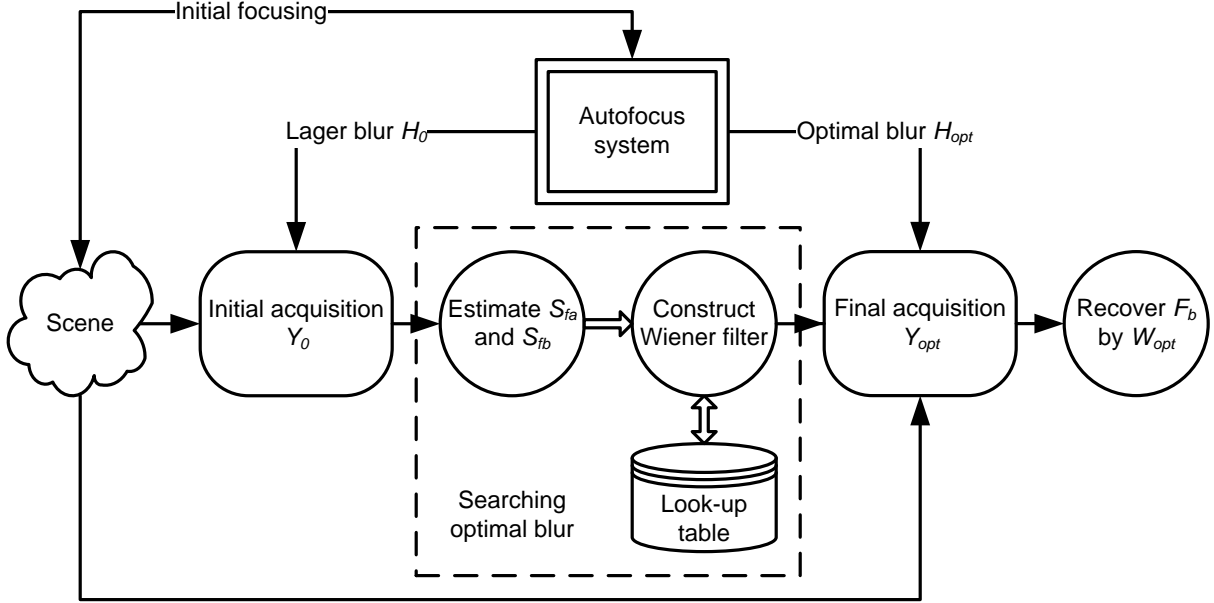 Initial focusing
Autofocus
system
Lager blur H0
Optimal blur Hopt
Scene
Initial acquisition
Y0
Estimate Sfa
and Sfb
Construct
Wiener filter
Final acquisition
Yopt
Recover Fb
by Wopt
Searching
optimal blur
Look-up
table